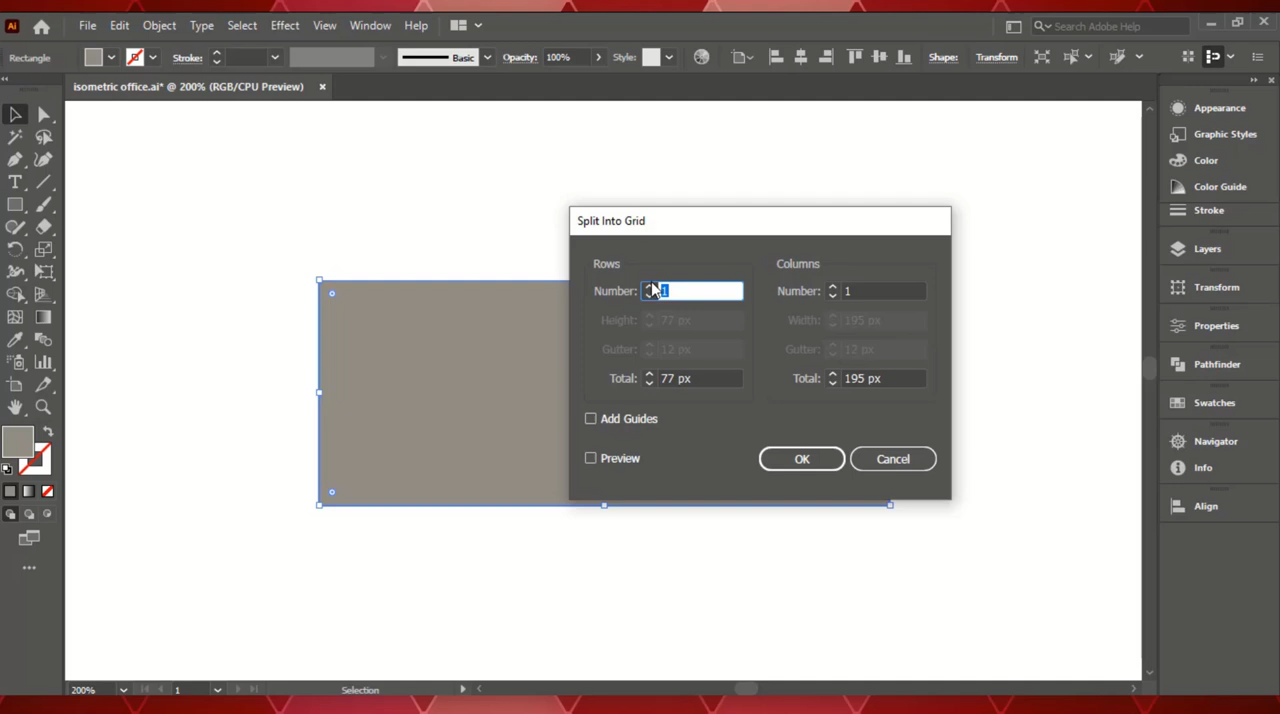 Ai File Edit Object Type Select Effect View Window Help Search Adobe Help
Rectangle Stroke: Basic Opacity: 100% Style: Shape: Transform
isometric office.ai* @ 200% (RGB/CPU Preview) ×
Appearance
Graphic Styles
Color
Color Guide
Stroke
Layers
Transform
Properties
Pathfinder
Swatches
Navigator
Info
Align
Split Into Grid
Rows Columns
Number: 1 Number: 1
Height: 77 px Width: 195 px
Gutter: 12 px Gutter: 12 px
Total: 77 px Total: 195 px
Add Guides
Preview OK Cancel
200% 1 Selection